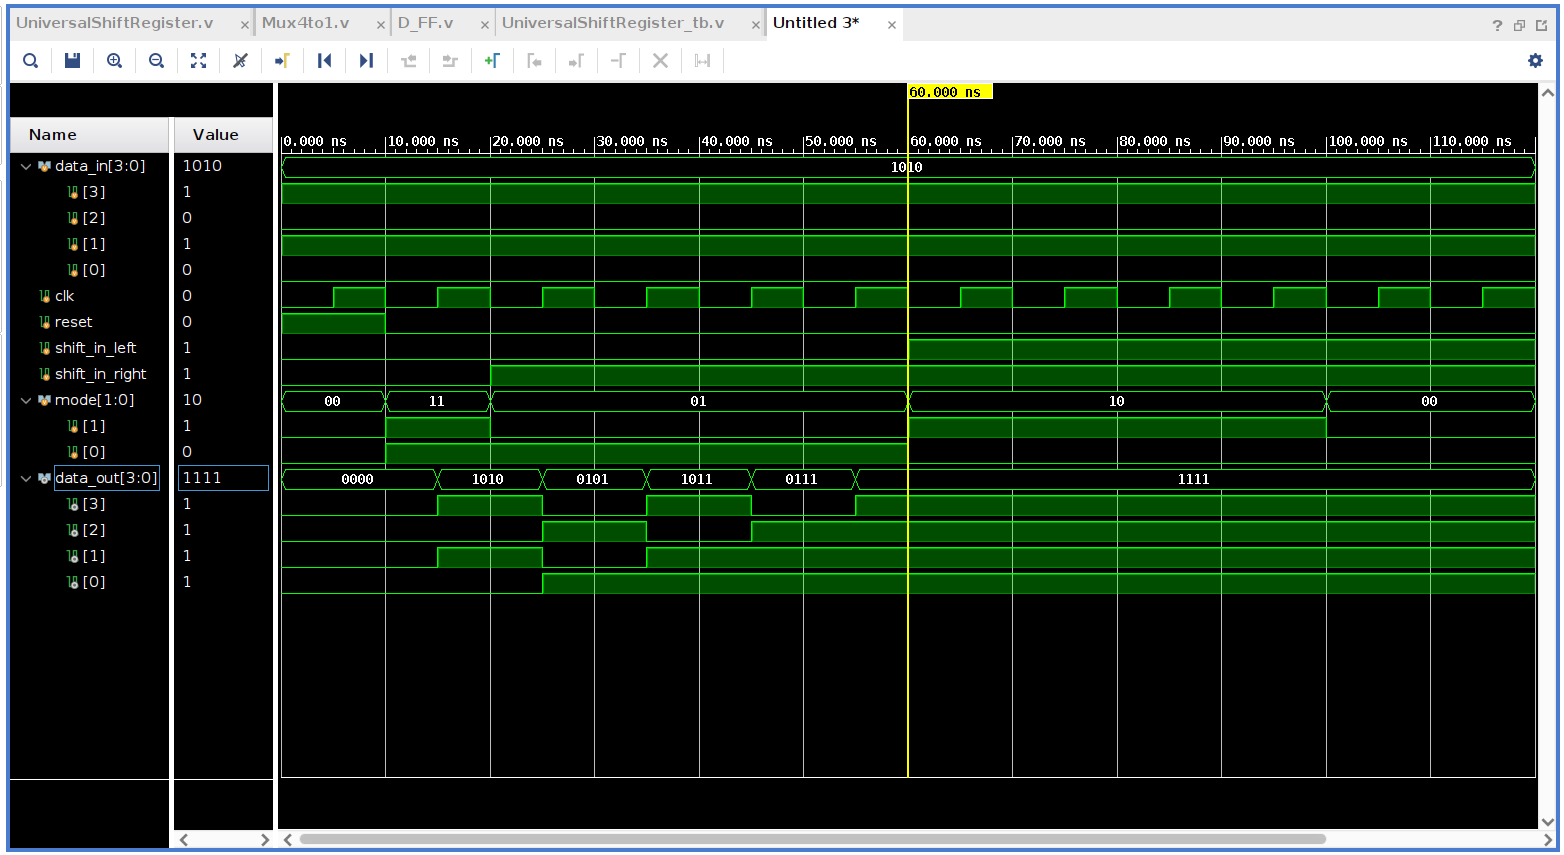 UniversalShiftRegister.v × Mux4to1.v × D_FF.v × UniversalShiftRegister_tb.v × Untitled 3* ×
60.000 ns
Name Value 0.000 ns 10.000 ns 20.000 ns 30.000 ns 40.000 ns 50.000 ns 60.000 ns 70.000 ns 80.000 ns 90.000 ns 100.000 ns 110.000 ns
data_in[3:0] 1010 1010
[3] 1
[2] 0
[1] 1
[0] 0
clk 0
reset 0
shift_in_left 1
shift_in_right 1
mode[1:0] 10 00 11 01 10 00
[1] 1
[0] 0
data_out[3:0] 1111 0000 1010 0101 1011 0111 1111
[3] 1
[2] 1
[1] 1
[0] 1